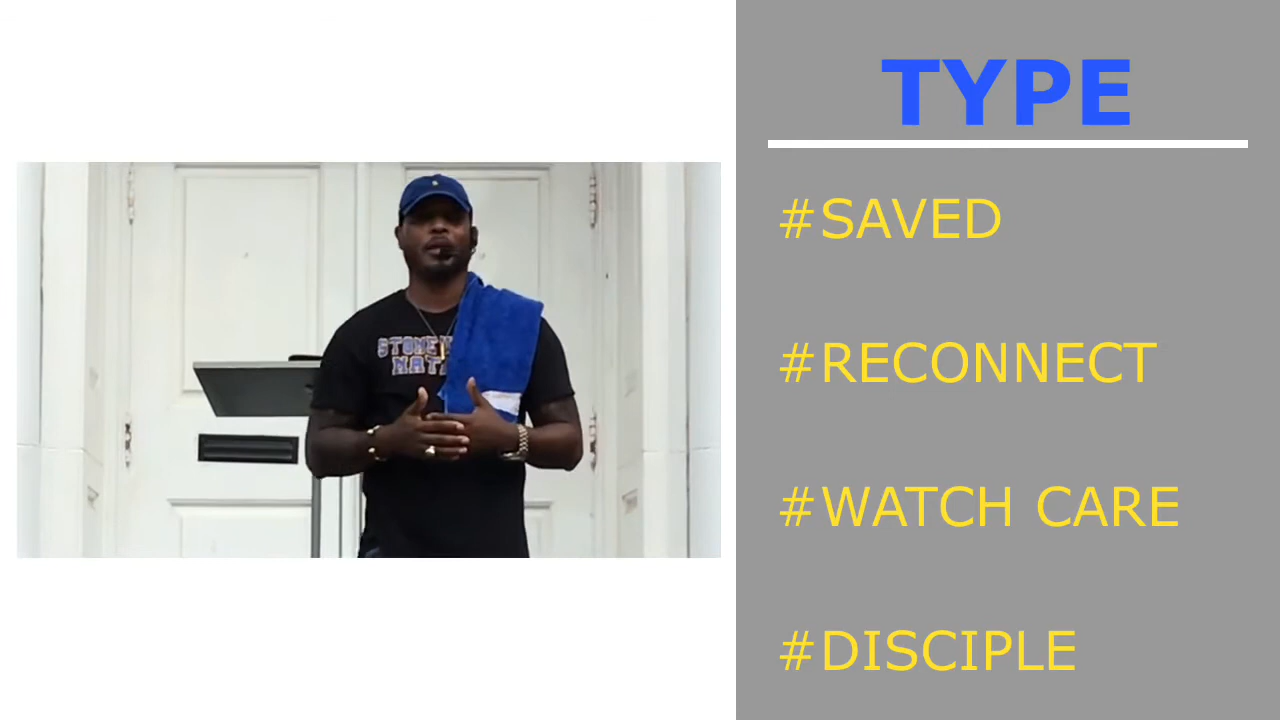 TYPE
#SAVED
#RECONNECT
#WATCH CARE
#DISCIPLE